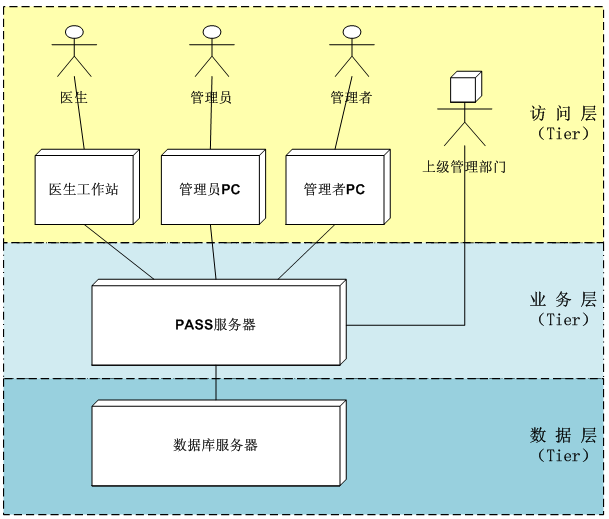 医生
管理员
管理者
上级管理部门
访 问 层
（Tier）
医生工作站
管理员PC
管理者PC
业 务 层
（Tier）
PASS服务器
数 据 层
（Tier）
数据库服务器